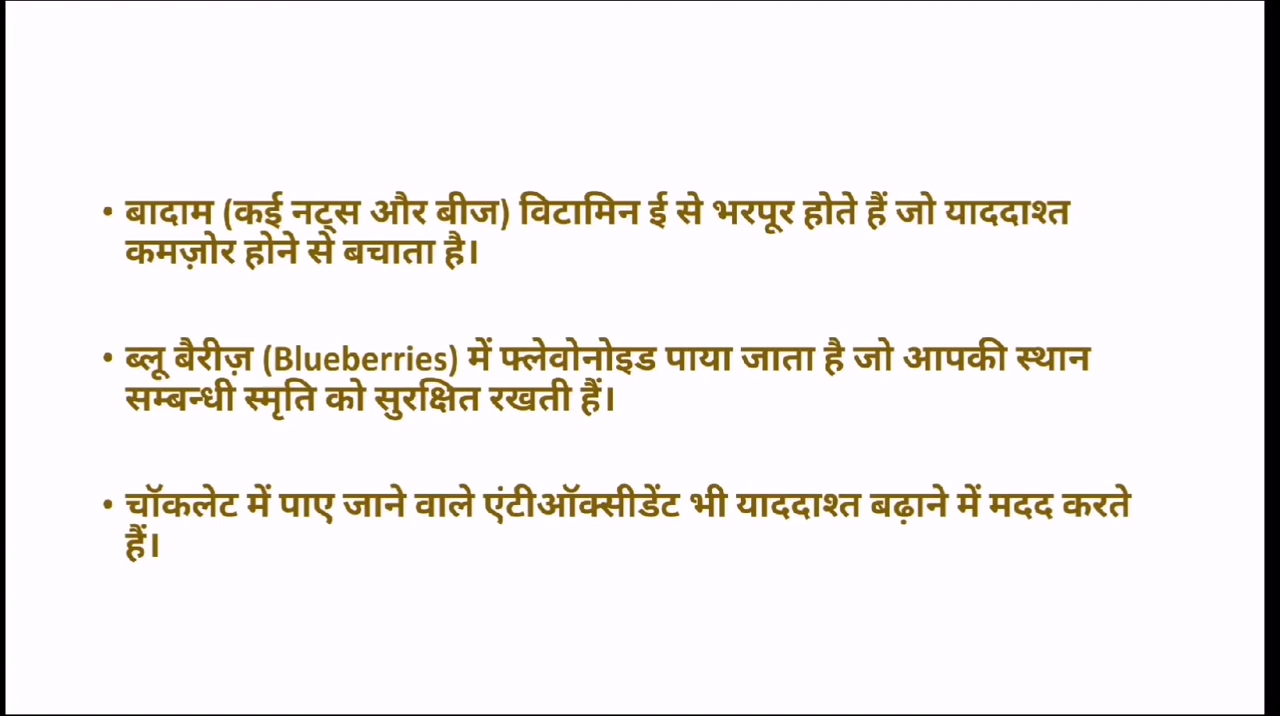 • बादाम (कई नट्स और बीज) विटामिन ई से भरपूर होते हैं जो याददाश्त
कमज़ोर होने से बचाता है।
• ब्लू बैरीज़ (Blueberries) में फ्लेवोनोइड पाया जाता है जो आपकी स्थान
सम्बन्धी स्मृति को सुरक्षित रखती हैं।
• चॉकलेट में पाए जाने वाले एंटीऑक्सीडेंट भी याददाश्त बढ़ाने में मदद करते
हैं।